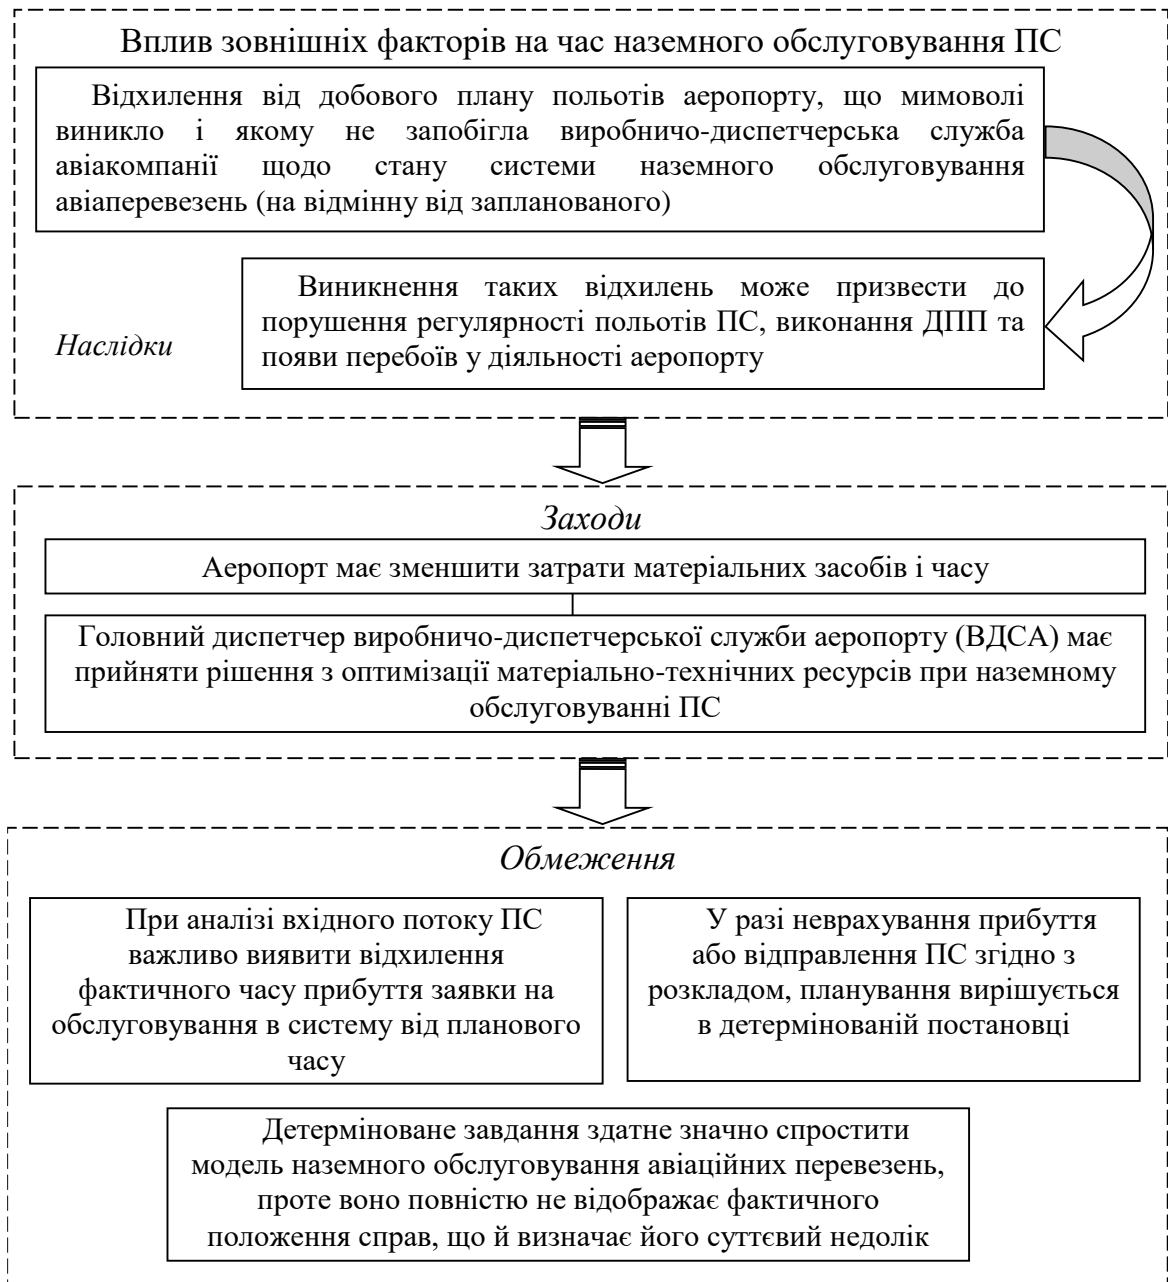 Вплив зовнішніх факторів на час наземного обслуговування ПС
Відхилення від добового плану польотів аеропорту, що мимоволі
виникло і якому не запобігла виробничо-диспетчерська служба
авіакомпанії щодо стану системи наземного обслуговування
авіаперевезень (на відмінну від запланованого)
Виникнення таких відхилень може призвести до
порушення регулярності польотів ПС, виконання ДПП та
появи перебоїв у діяльності аеропорту
Наслідки
Заходи
Аеропорт має зменшити затрати матеріальних засобів і часу
Головний диспетчер виробничо-диспетчерської служби аеропорту (ВДСА) має
прийняти рішення з оптимізації матеріально-технічних ресурсів при наземному
обслуговуванні ПС
Обмеження
При аналізі вхідного потоку ПС
важливо виявити відхилення
фактичного часу прибуття заявки на
обслуговування в систему від планового
часу
У разі неврахування прибуття
або відправлення ПС згідно з
розкладом, планування вирішується
в детермінованій постановці
Детерміноване завдання здатне значно спростити
модель наземного обслуговування авіаційних перевезень,
проте воно повністю не відображає фактичного
положення справ, що й визначає його суттєвий недолік